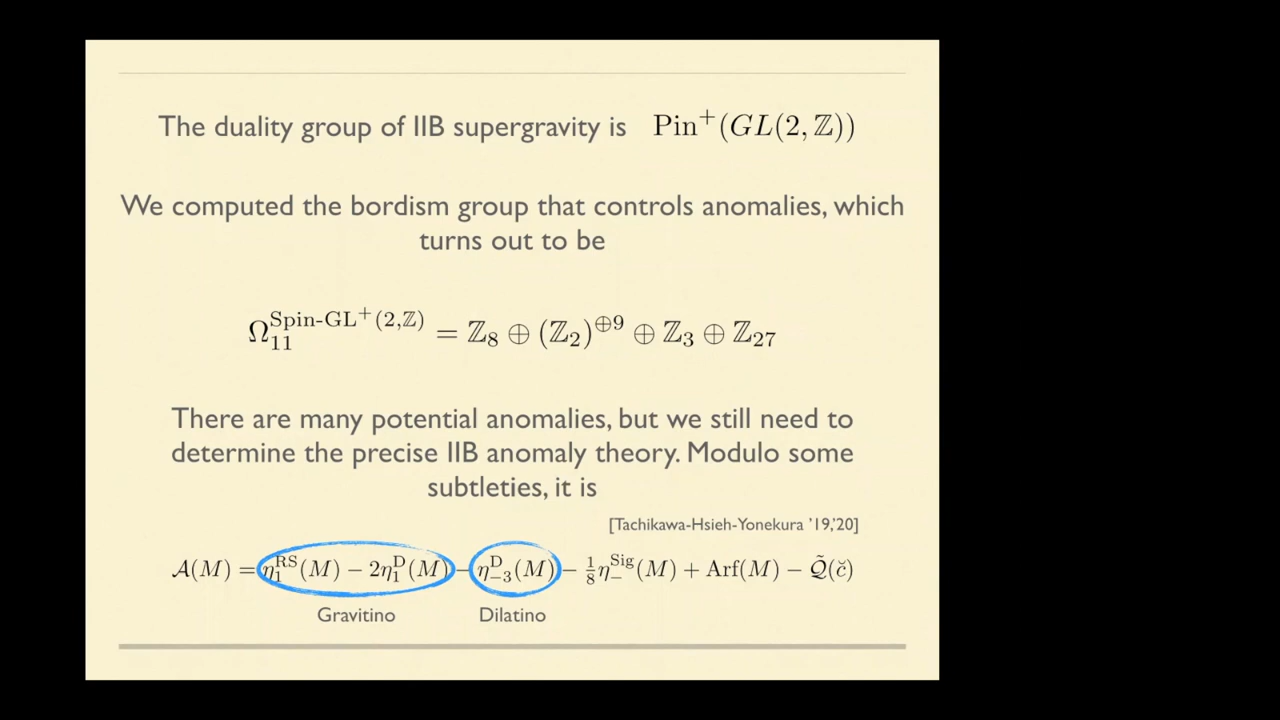 The duality group of IIB supergravity is Pin⁺(GL(2,ℤ))
We computed the bordism group that controls anomalies, which
turns out to be
Ω₁₁^{Spin-GL⁺(2,ℤ)} = ℤ₈ ⊕ (ℤ₂)^{⊕9} ⊕ ℤ₃ ⊕ ℤ₂₇
There are many potential anomalies, but we still need to
determine the precise IIB anomaly theory. Modulo some
subtleties, it is
[Tachikawa-Hsieh-Yonekura '19,'20]
𝒜(M) = η₁^{RS}(M) − 2η₁^{D}(M) − η₋₃^{D}(M) − ⅛η₋^{Sig}(M) + Arf(M) − 𝒬̃(č)
Gravitino Dilatino